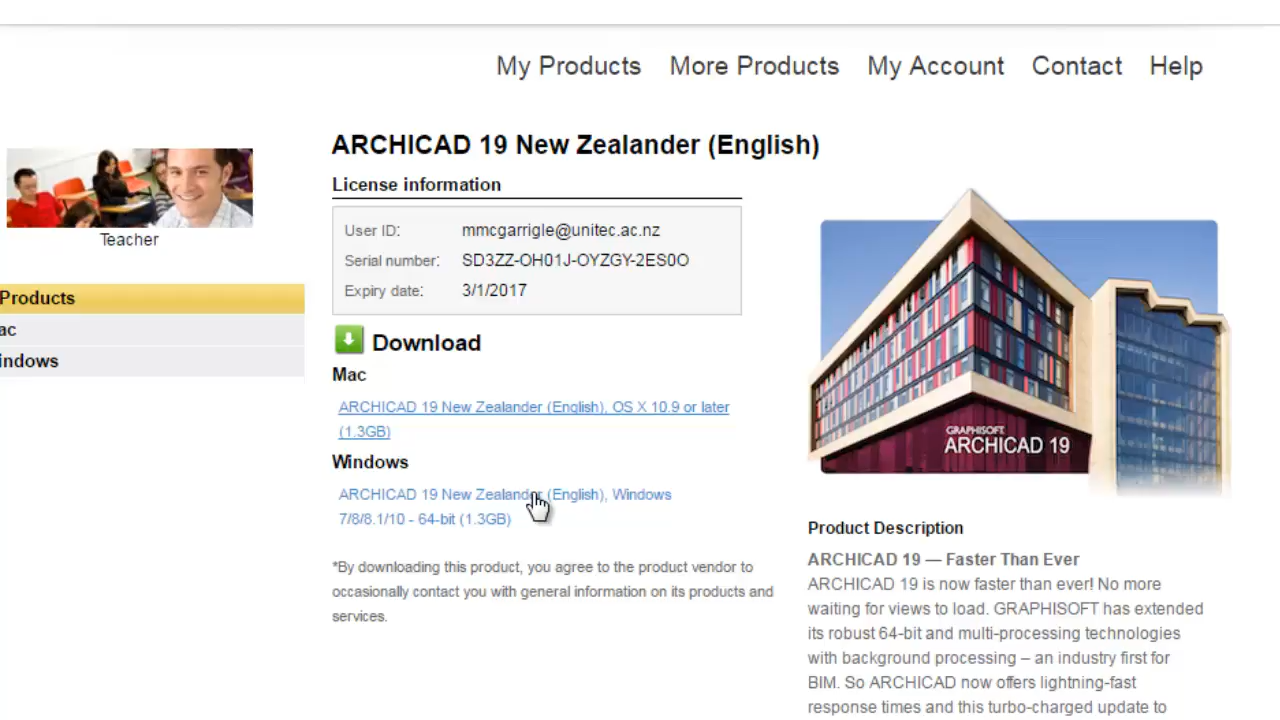 My Products More Products My Account Contact Help
ARCHICAD 19 New Zealander (English)
License information
User ID: mmcgarrigle@unitec.ac.nz
Serial number: SD3ZZ-OH01J-OYZGY-2ES0O
Expiry date: 3/1/2017
Teacher
Products
ac
indows
Download
Mac
ARCHICAD 19 New Zealander (English), OS X 10.9 or later
(1.3GB)
Windows
ARCHICAD 19 New Zealander (English), Windows
7/8/8.1/10 - 64-bit (1.3GB)
*By downloading this product, you agree to the product vendor to
occasionally contact you with general information on its products and
services.
GRAPHISOFT
ARCHICAD 19
Product Description
ARCHICAD 19 — Faster Than Ever
ARCHICAD 19 is now faster than ever! No more
waiting for views to load. GRAPHISOFT has extended
its robust 64-bit and multi-processing technologies
with background processing – an industry first for
BIM. So ARCHICAD now offers lightning-fast
response times and this turbo-charged update to